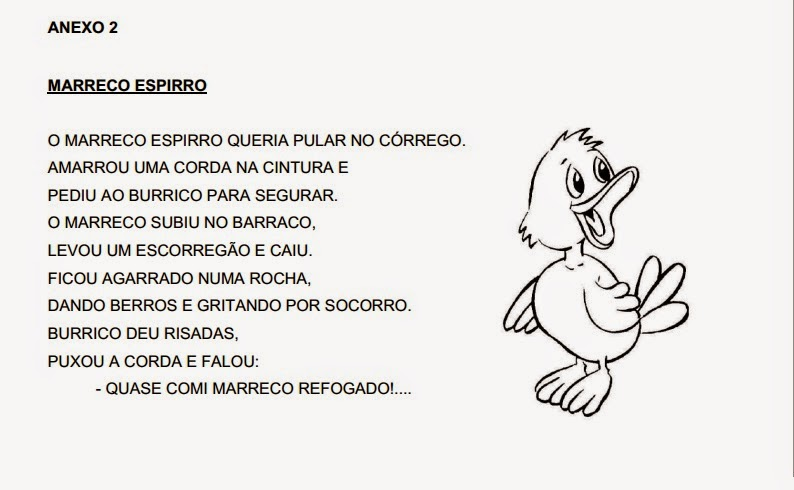 ANEXO 2
MARRECO ESPIRRO
O MARRECO ESPIRRO QUERIA PULAR NO CÓRREGO.
AMARROU UMA CORDA NA CINTURA E
PEDIU AO BURRICO PARA SEGURAR.
O MARRECO SUBIU NO BARRACO,
LEVOU UM ESCORREGÃO E CAIU.
FICOU AGARRADO NUMA ROCHA,
DANDO BERROS E GRITANDO POR SOCORRO.
BURRICO DEU RISADAS,
PUXOU A CORDA E FALOU:
- QUASE COMI MARRECO REFOGADO!....